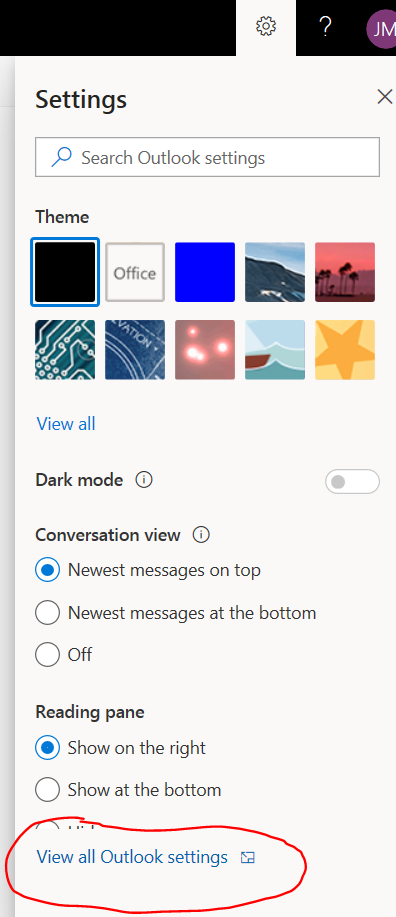 ?
JM
Settings
Search Outlook settings
Theme
Office
EVATION
View all
Dark mode
Conversation view
Newest messages on top
Newest messages at the bottom
Off
Reading pane
Show on the right
Show at the bottom
View all Outlook settings